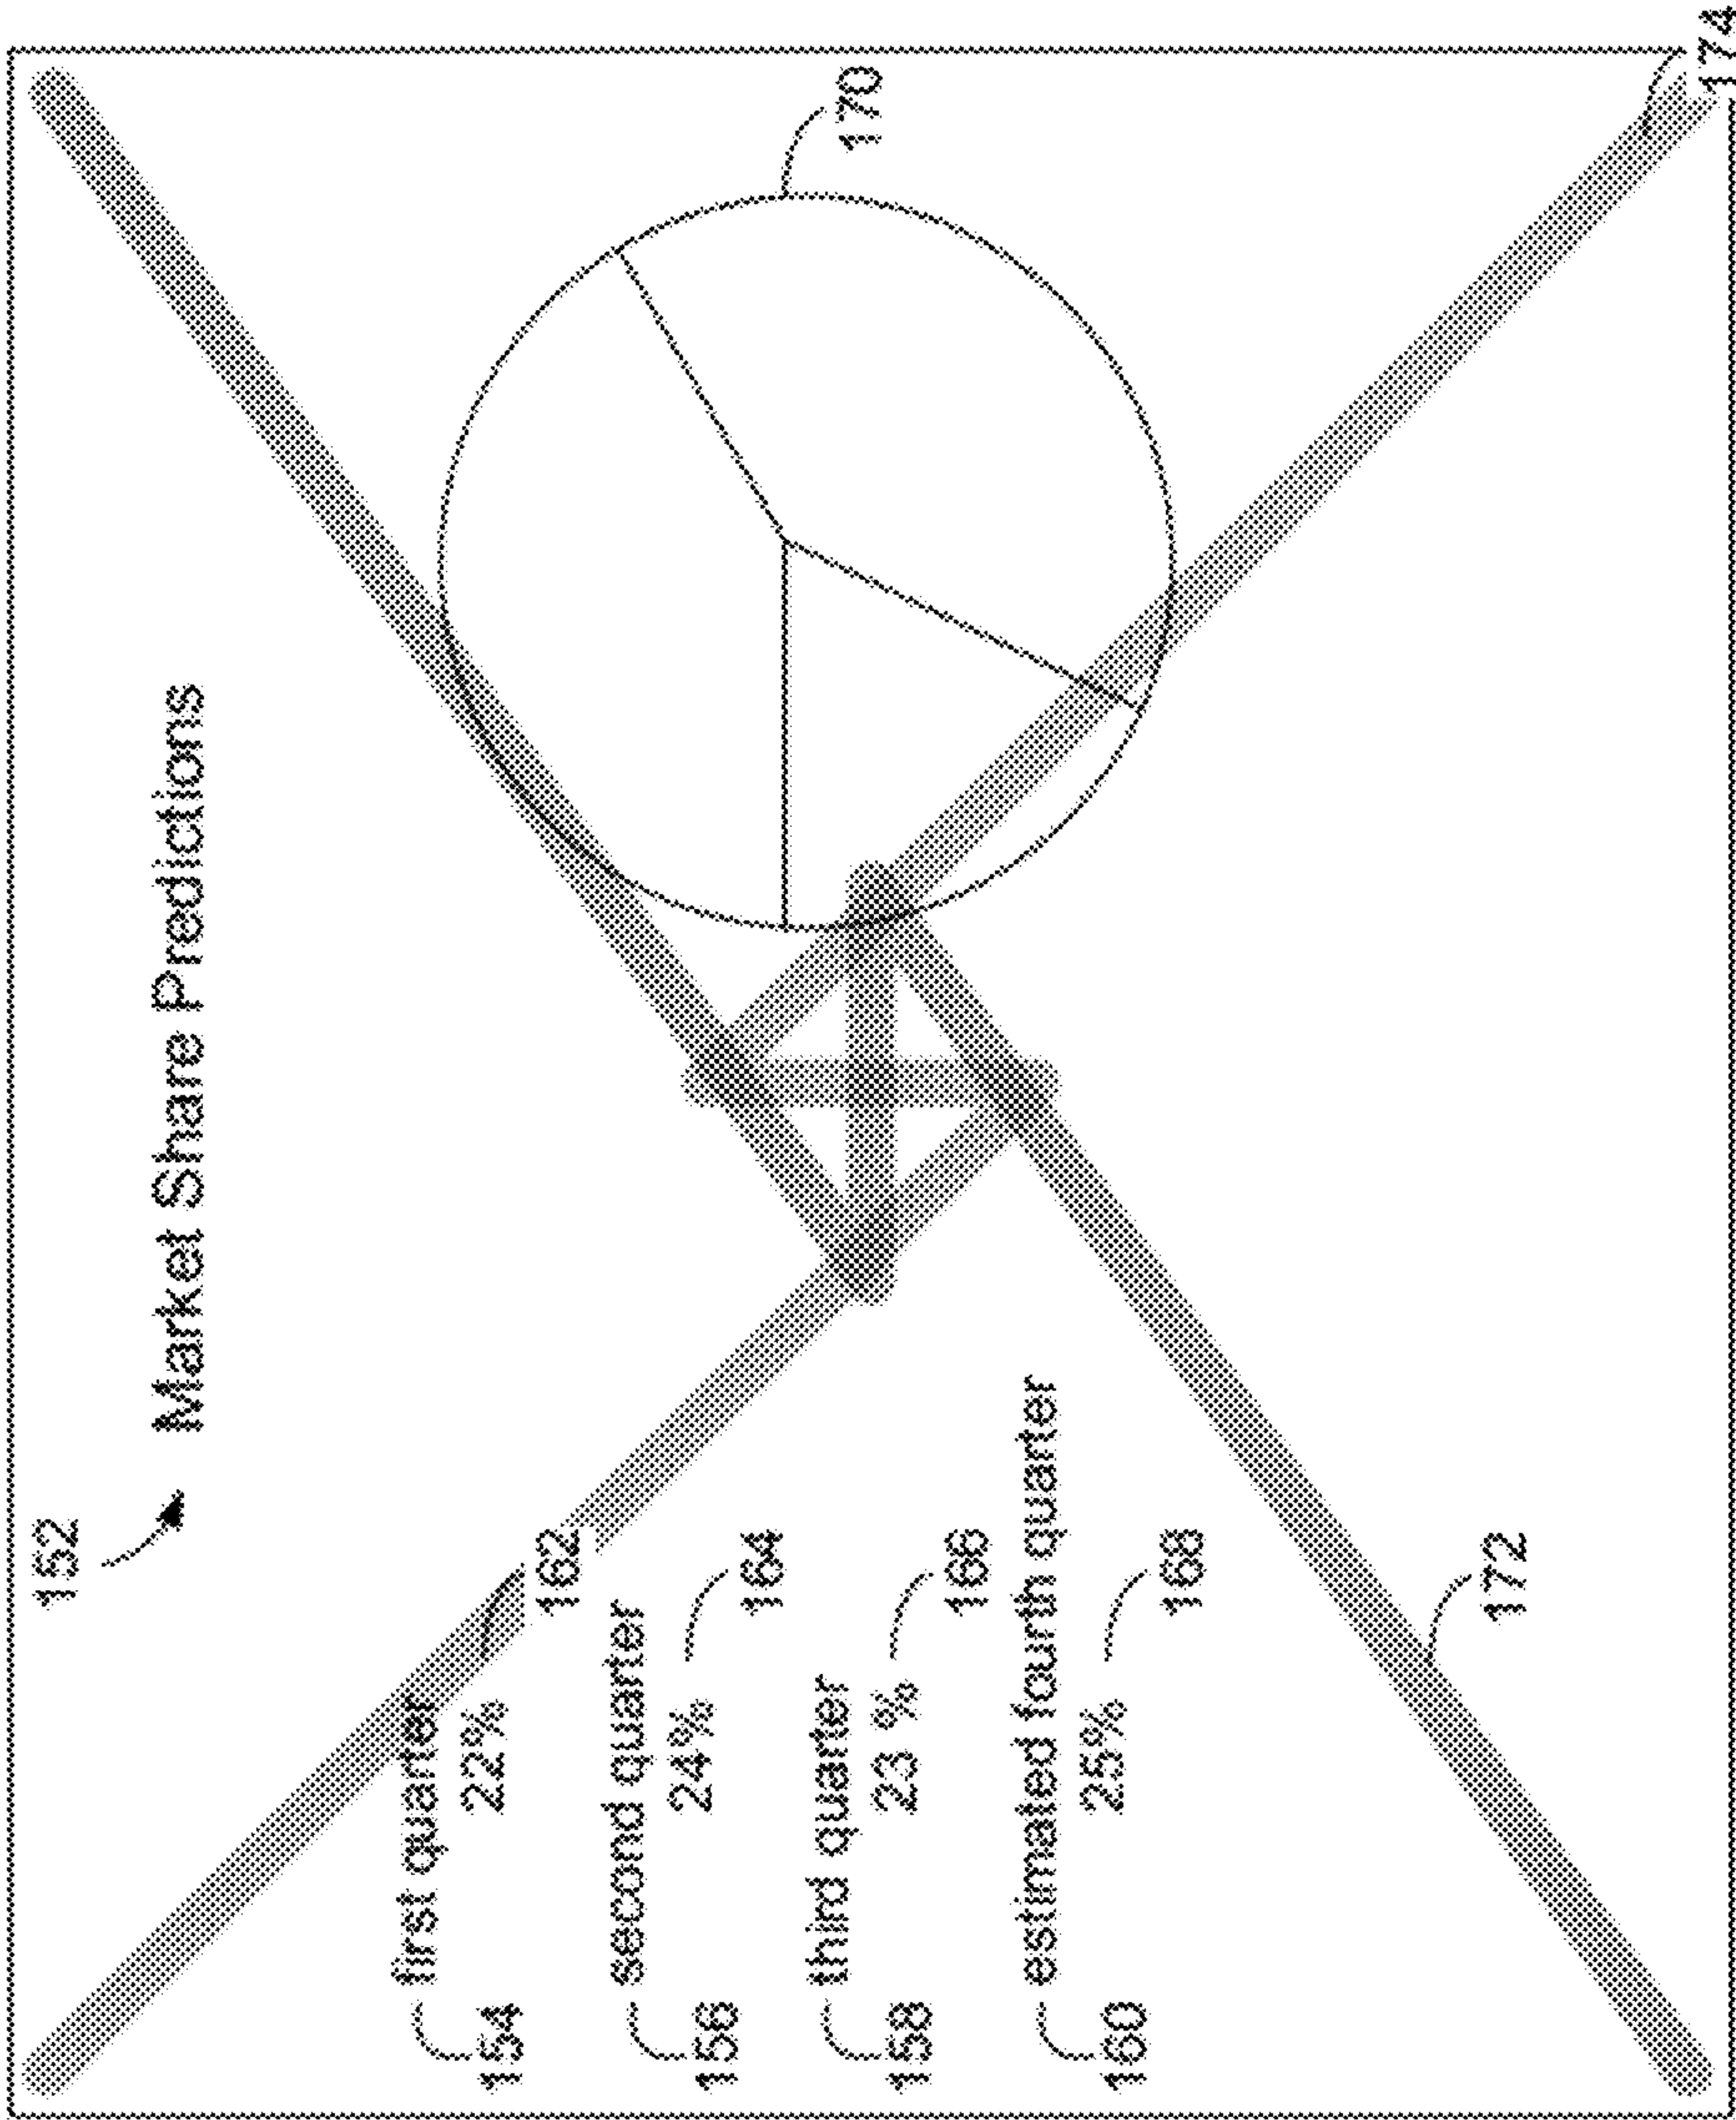 152
Market Share Predictions
154 first quarter
22% 162
156 second quarter
24% 164
158 third quarter
23 % 166
160 estimated fourth quarter
25% 168
170
172
174